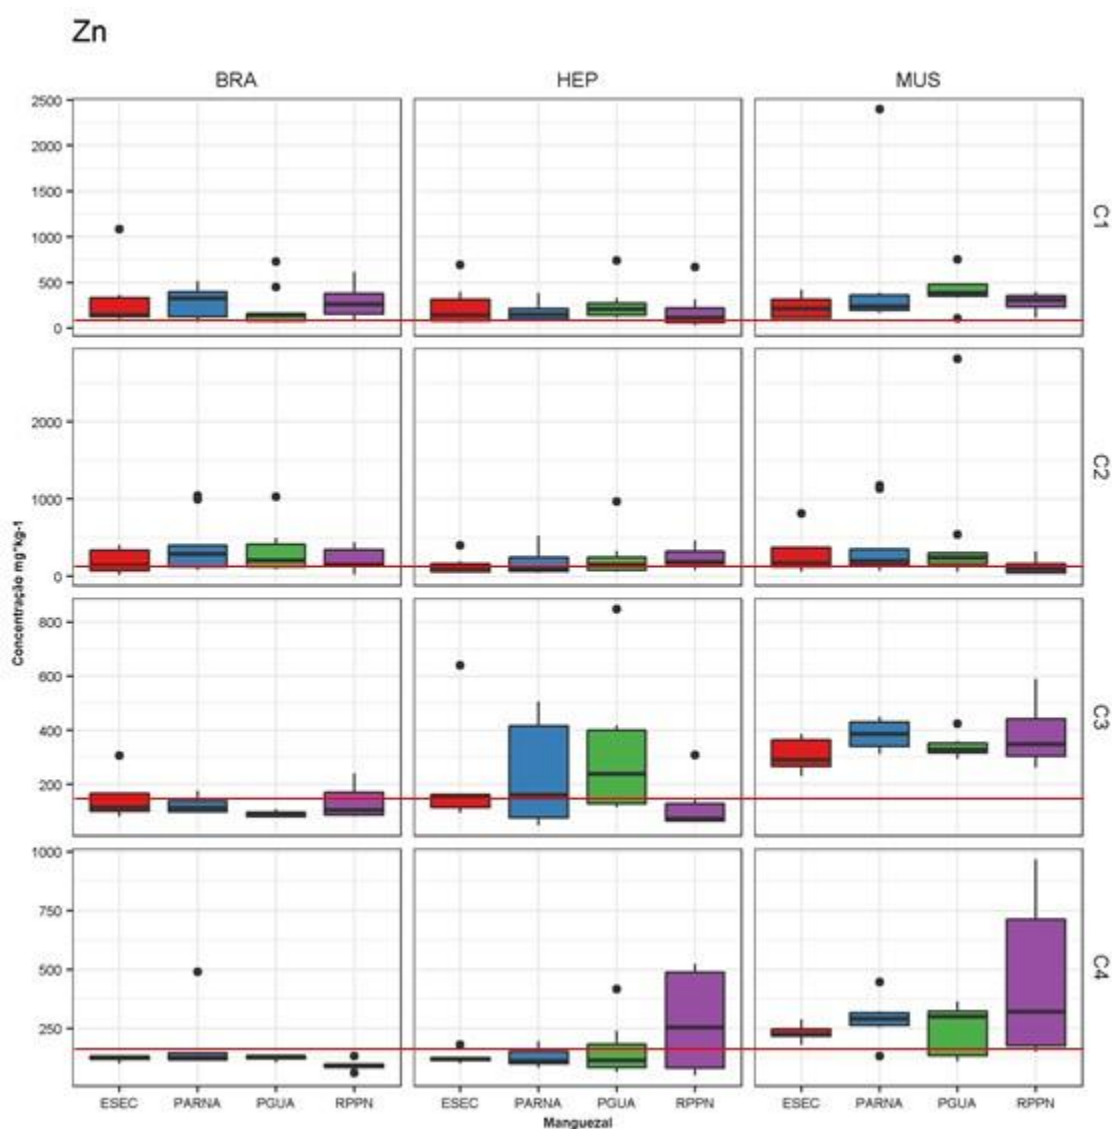 Zn
BRA HEP MUS
2500
2000
1500
1000
500
0
C1
2000
1000
0
C2
Concentração mg*kg-1
800
600
400
200
C3
1000
750
500
250
C4
ESEC PARNA PGUA RPPN ESEC PARNA PGUA RPPN ESEC PARNA PGUA RPPN
Manguezal